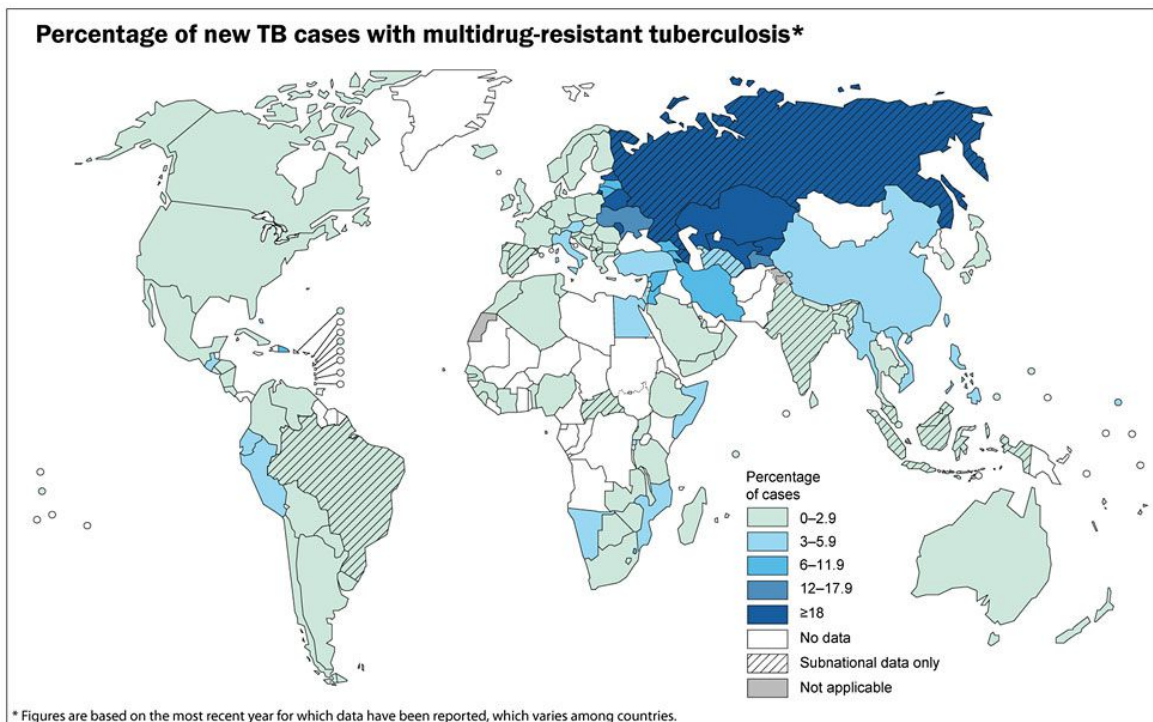 Percentage of new TB cases with multidrug-resistant tuberculosis*
Percentage
of cases
0–2.9
3–5.9
6–11.9
12–17.9
≥18
No data
Subnational data only
Not applicable
* Figures are based on the most recent year for which data have been reported, which varies among countries.